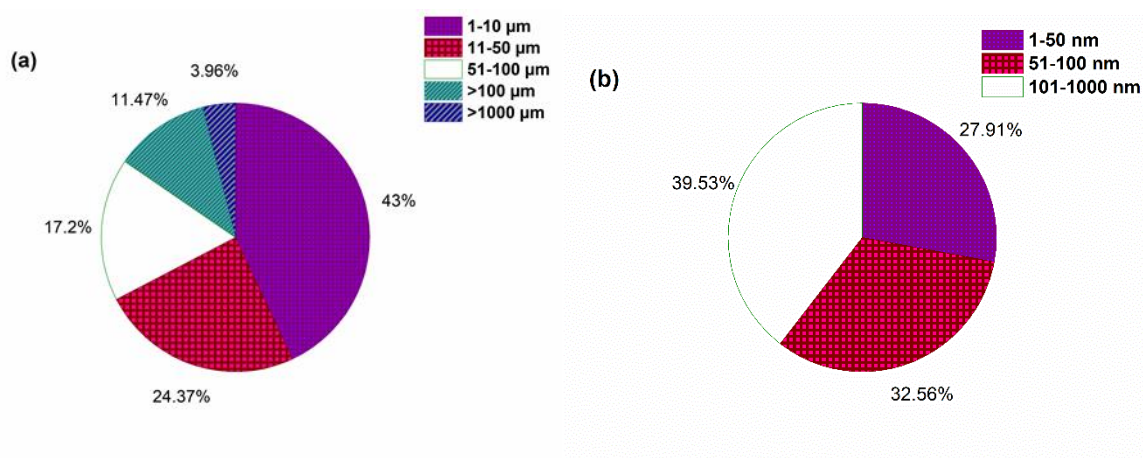 (a)
1-10 µm
11-50 µm
51-100 µm
>100 µm
>1000 µm
3.96%
11.47%
43%
17.2%
24.37%
(b)
1-50 nm
51-100 nm
101-1000 nm
27.91%
39.53%
32.56%